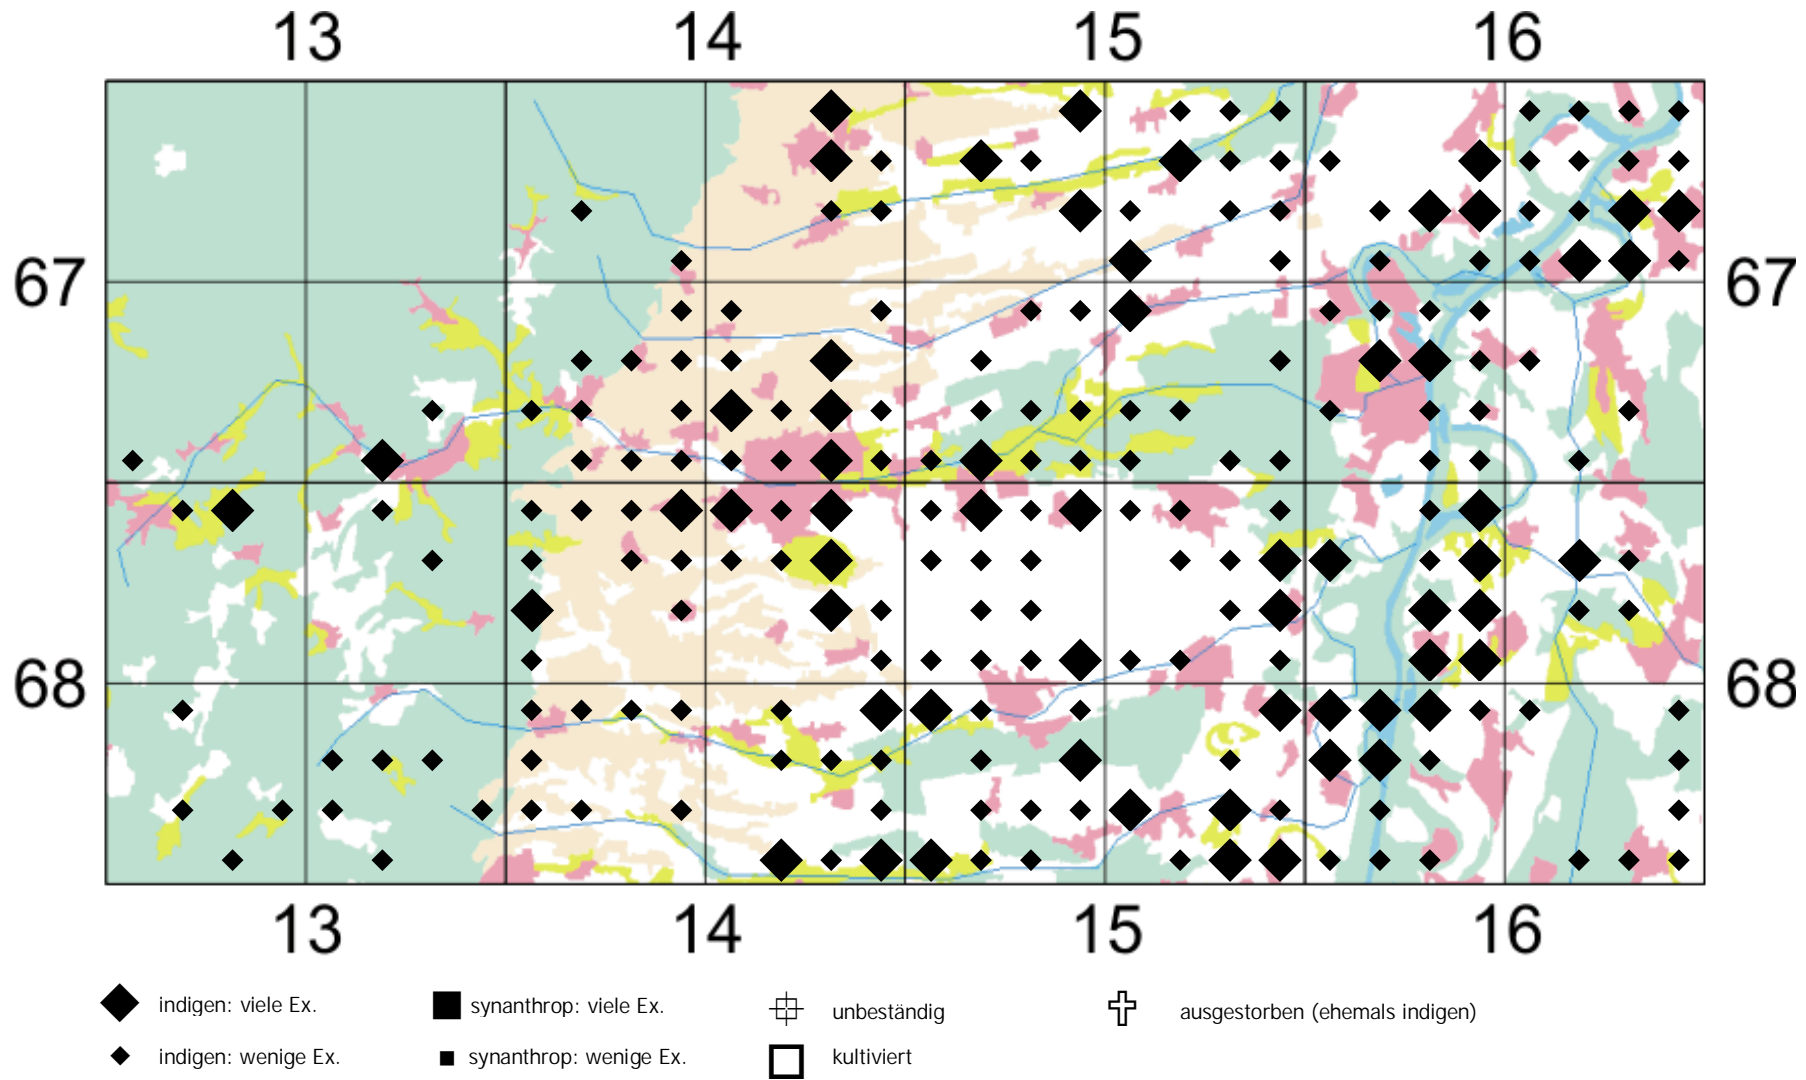 13 14 15 16
67 67
68 68
13 14 15 16
indigen: viele Ex. synanthrop: viele Ex. unbeständig ausgestorben (ehemals indigen)
indigen: wenige Ex. synanthrop: wenige Ex. kultiviert